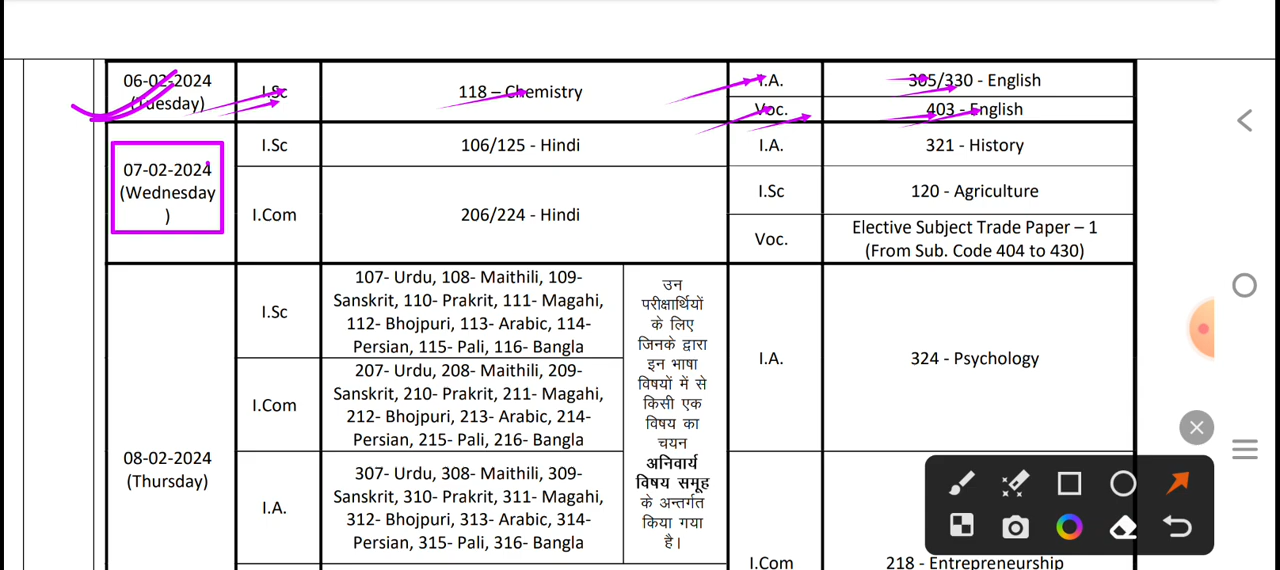 06-02-2024
(Tuesday)
I.Sc
118 – Chemistry
I.A.
305/330 - English
Voc.
403 - English
07-02-2024
(Wednesday
)
I.Sc
106/125 - Hindi
I.A.
321 - History
I.Com
206/224 - Hindi
I.Sc
120 - Agriculture
Voc.
Elective Subject Trade Paper – 1
(From Sub. Code 404 to 430)
08-02-2024
(Thursday)
I.Sc
107- Urdu, 108- Maithili, 109-
Sanskrit, 110- Prakrit, 111- Magahi,
112- Bhojpuri, 113- Arabic, 114-
Persian, 115- Pali, 116- Bangla
I.Com
207- Urdu, 208- Maithili, 209-
Sanskrit, 210- Prakrit, 211- Magahi,
212- Bhojpuri, 213- Arabic, 214-
Persian, 215- Pali, 216- Bangla
I.A.
307- Urdu, 308- Maithili, 309-
Sanskrit, 310- Prakrit, 311- Magahi,
312- Bhojpuri, 313- Arabic, 314-
Persian, 315- Pali, 316- Bangla
उन
परीक्षार्थियों
के लिए
जिनके द्वारा
इन भाषा
विषयों में से
किसी एक
विषय का
चयन
अनिवार्य
विषय समूह
के अन्तर्गत
किया गया
है।
I.A.
324 - Psychology
I.Com
218 - Entrepreneurship